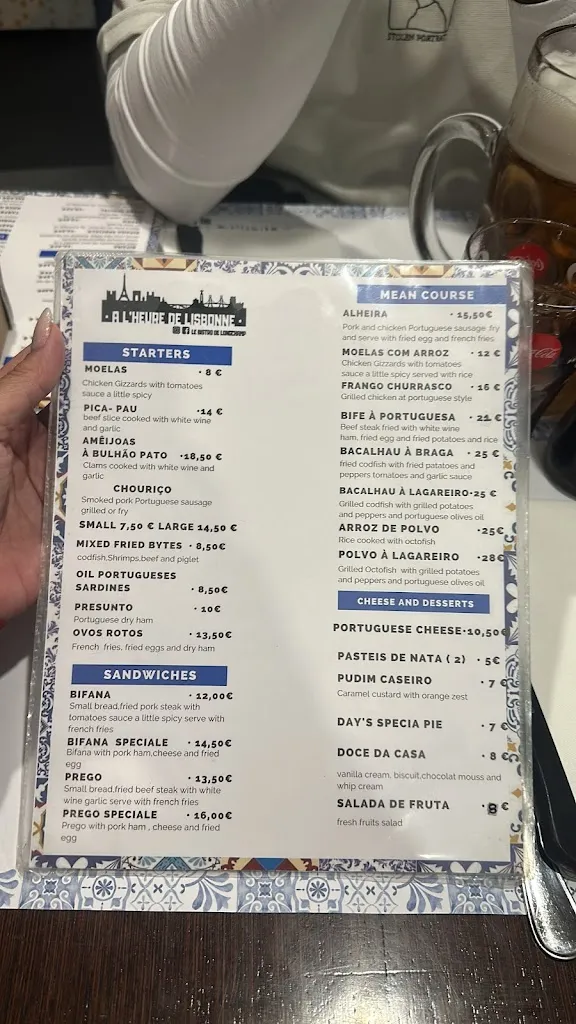 STOLEN
A L'HEURE DE LISBONNE
LE BISTRO DE LONGCHAMP
STARTERS
MOELAS · 8 €
Chicken Gizzards with tomatoes
sauce a little spicy
PICA- PAU · 14 €
beef slice cooked with white wine
and garlic
AMÊIJOAS
À BULHÃO PATO · 18,50€
Clams cooked with white wine and
garlic
CHOURIÇO
Smoked pork Portuguese sausage
grilled or fry
SMALL 7,50 € LARGE 14,50 €
MIXED FRIED BYTES · 8,50€
codfish,Shrimps,beef and piglet
OIL PORTUGUESES
SARDINES · 8,50€
PRESUNTO · 10€
Portuguese dry ham
OVOS ROTOS · 13,50€
French fries, fried eggs and dry ham
SANDWICHES
BIFANA · 12,00€
Small bread,fried pork steak with
tomatoes sauce a little spicy serve with
french fries
BIFANA SPECIALE · 14,50€
Bifana with pork ham,cheese and fried
egg
PREGO · 13,50€
Small bread,fried beef steak with white
wine garlic serve with french fries
PREGO SPECIALE · 16,00€
Prego with pork ham , cheese and fried
egg
MEAN COURSE
ALHEIRA · 15,50€
Pork and chicken Portuguese sausage fry
and serve with fried egg and french fries
MOELAS COM ARROZ · 12 €
Chicken Gizzards with tomatoes
sauce a little spicy served with rice
FRANGO CHURRASCO · 16 €
Grilled chicken at portuguese style
BIFE À PORTUGUESA · 21 €
Beef steak fried with white wine
ham, fried egg and fried potatoes and rice
BACALHAU À BRAGA · 25 €
fried codfish with fried patatoes and
peppers tomatoes and garlic sauce
BACALHAU À LAGAREIRO · 25 €
Grilled codfish with grilled potatoes
and peppers and portuguese olives oil
ARROZ DE POLVO · 25€
Rice cooked with octofish
POLVO À LAGAREIRO · 28€
Grilled Octofish with grilled potatoes
and peppers and portuguese olives oil
CHEESE AND DESSERTS
PORTUGUESE CHEESE · 10,50€
PASTEIS DE NATA ( 2) · 5€
PUDIM CASEIRO · 7 €
Caramel custard with orange zest
DAY'S SPECIA PIE · 7 €
DOCE DA CASA · 8 €
vanilla cream, biscuit,chocolat mouss and
whip cream
SALADA DE FRUTA · 8 €
fresh fruits salad